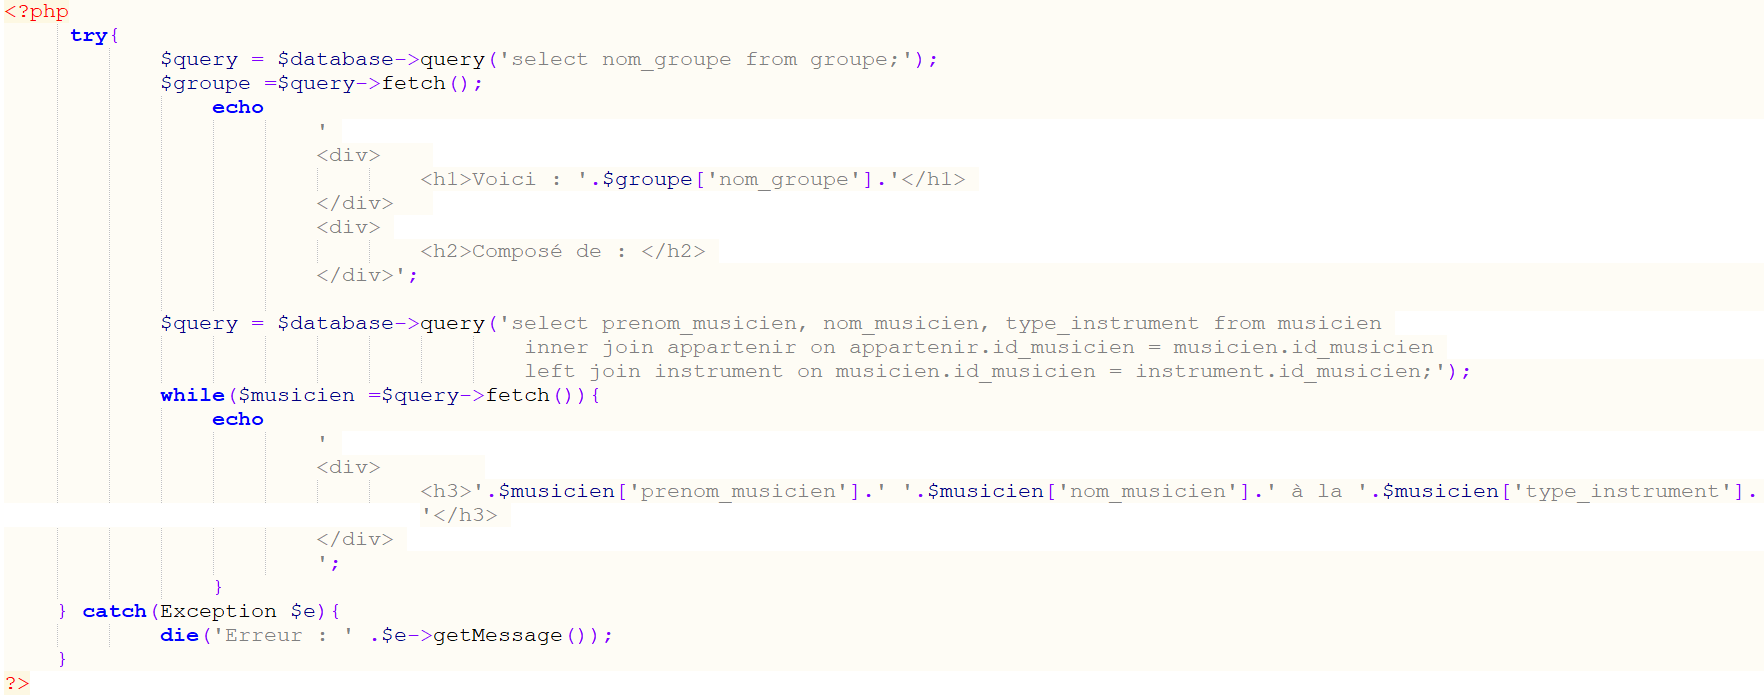 <?php
try{
$query = $database->query('select nom_groupe from groupe;');
$groupe =$query->fetch();
echo
'
<div>
<h1>Voici : '.$groupe['nom_groupe'].'</h1>
</div>
<div>
<h2>Composé de : </h2>
</div>';
$query = $database->query('select prenom_musicien, nom_musicien, type_instrument from musicien
inner join appartenir on appartenir.id_musicien = musicien.id_musicien
left join instrument on musicien.id_musicien = instrument.id_musicien;');
while($musicien =$query->fetch()){
echo
'
<div>
<h3>'.$musicien['prenom_musicien'].' '.$musicien['nom_musicien'].' à la '.$musicien['type_instrument'].
'</h3>
</div>
';
}
} catch(Exception $e){
die('Erreur : ' .$e->getMessage());
}
?>